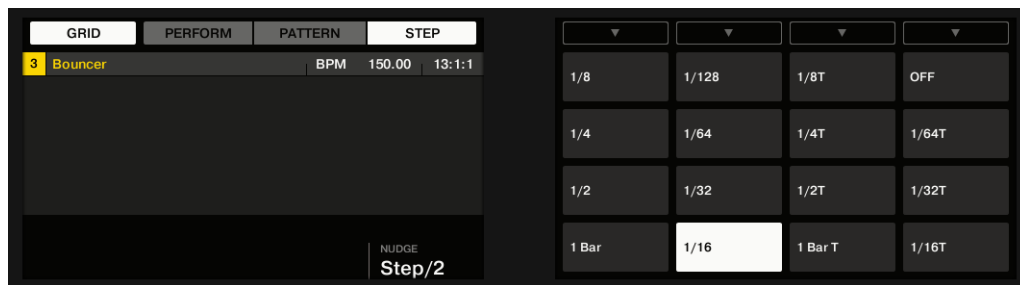 GRID PERFORM PATTERN STEP
3 Bouncer BPM 150.00 13:1:1
NUDGE
Step/2
1/8 1/128 1/8T OFF
1/4 1/64 1/4T 1/64T
1/2 1/32 1/2T 1/32T
1 Bar 1/16 1 Bar T 1/16T